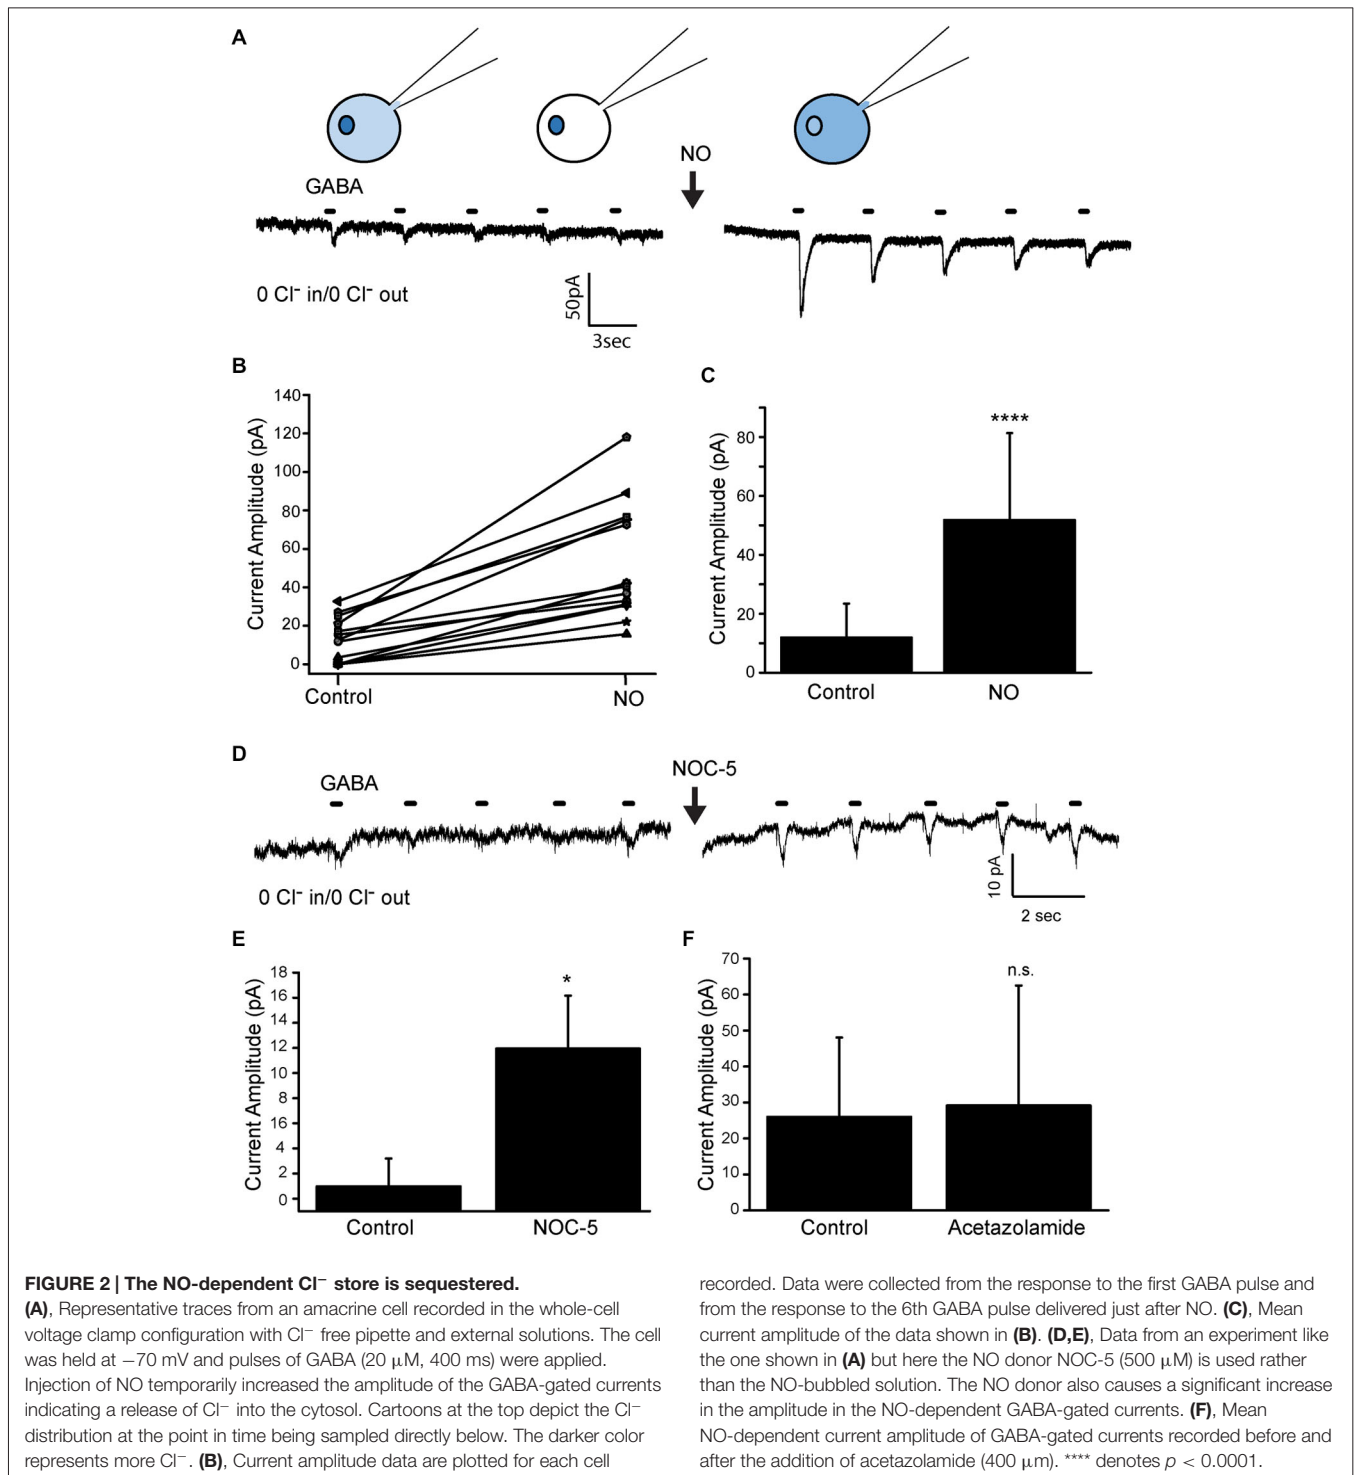 A
NO
GABA
0 Cl⁻ in/0 Cl⁻ out
50pA
3sec
B
140
120
100
80
60
40
20
0
Current Amplitude (pA)
Control
NO
C
****
80
60
40
20
0
Current Amplitude (pA)
Control
NO
D
GABA
NOC-5
0 Cl⁻ in/0 Cl⁻ out
10 pA
2 sec
E
*
18
16
14
12
10
8
16
4
2
0
Current Amplitude (pA)
Control
NOC-5
F
n.s.
70
60
50
40
30
20
10
0
Current Amplitude (pA)
Control
Acetazolamide
FIGURE 2 | The NO-dependent Cl⁻ store is sequestered.
(A), Representative traces from an amacrine cell recorded in the whole-cell
voltage clamp configuration with Cl⁻ free pipette and external solutions. The cell
was held at −70 mV and pulses of GABA (20 μM, 400 ms) were applied.
Injection of NO temporarily increased the amplitude of the GABA-gated currents
indicating a release of Cl⁻ into the cytosol. Cartoons at the top depict the Cl⁻
distribution at the point in time being sampled directly below. The darker color
represents more Cl⁻. (B), Current amplitude data are plotted for each cell
recorded. Data were collected from the response to the first GABA pulse and
from the response to the 6th GABA pulse delivered just after NO. (C), Mean
current amplitude of the data shown in (B). (D,E), Data from an experiment like
the one shown in (A) but here the NO donor NOC-5 (500 μM) is used rather
than the NO-bubbled solution. The NO donor also causes a significant increase
in the amplitude in the NO-dependent GABA-gated currents. (F), Mean
NO-dependent current amplitude of GABA-gated currents recorded before and
after the addition of acetazolamide (400 μm). **** denotes p < 0.0001.